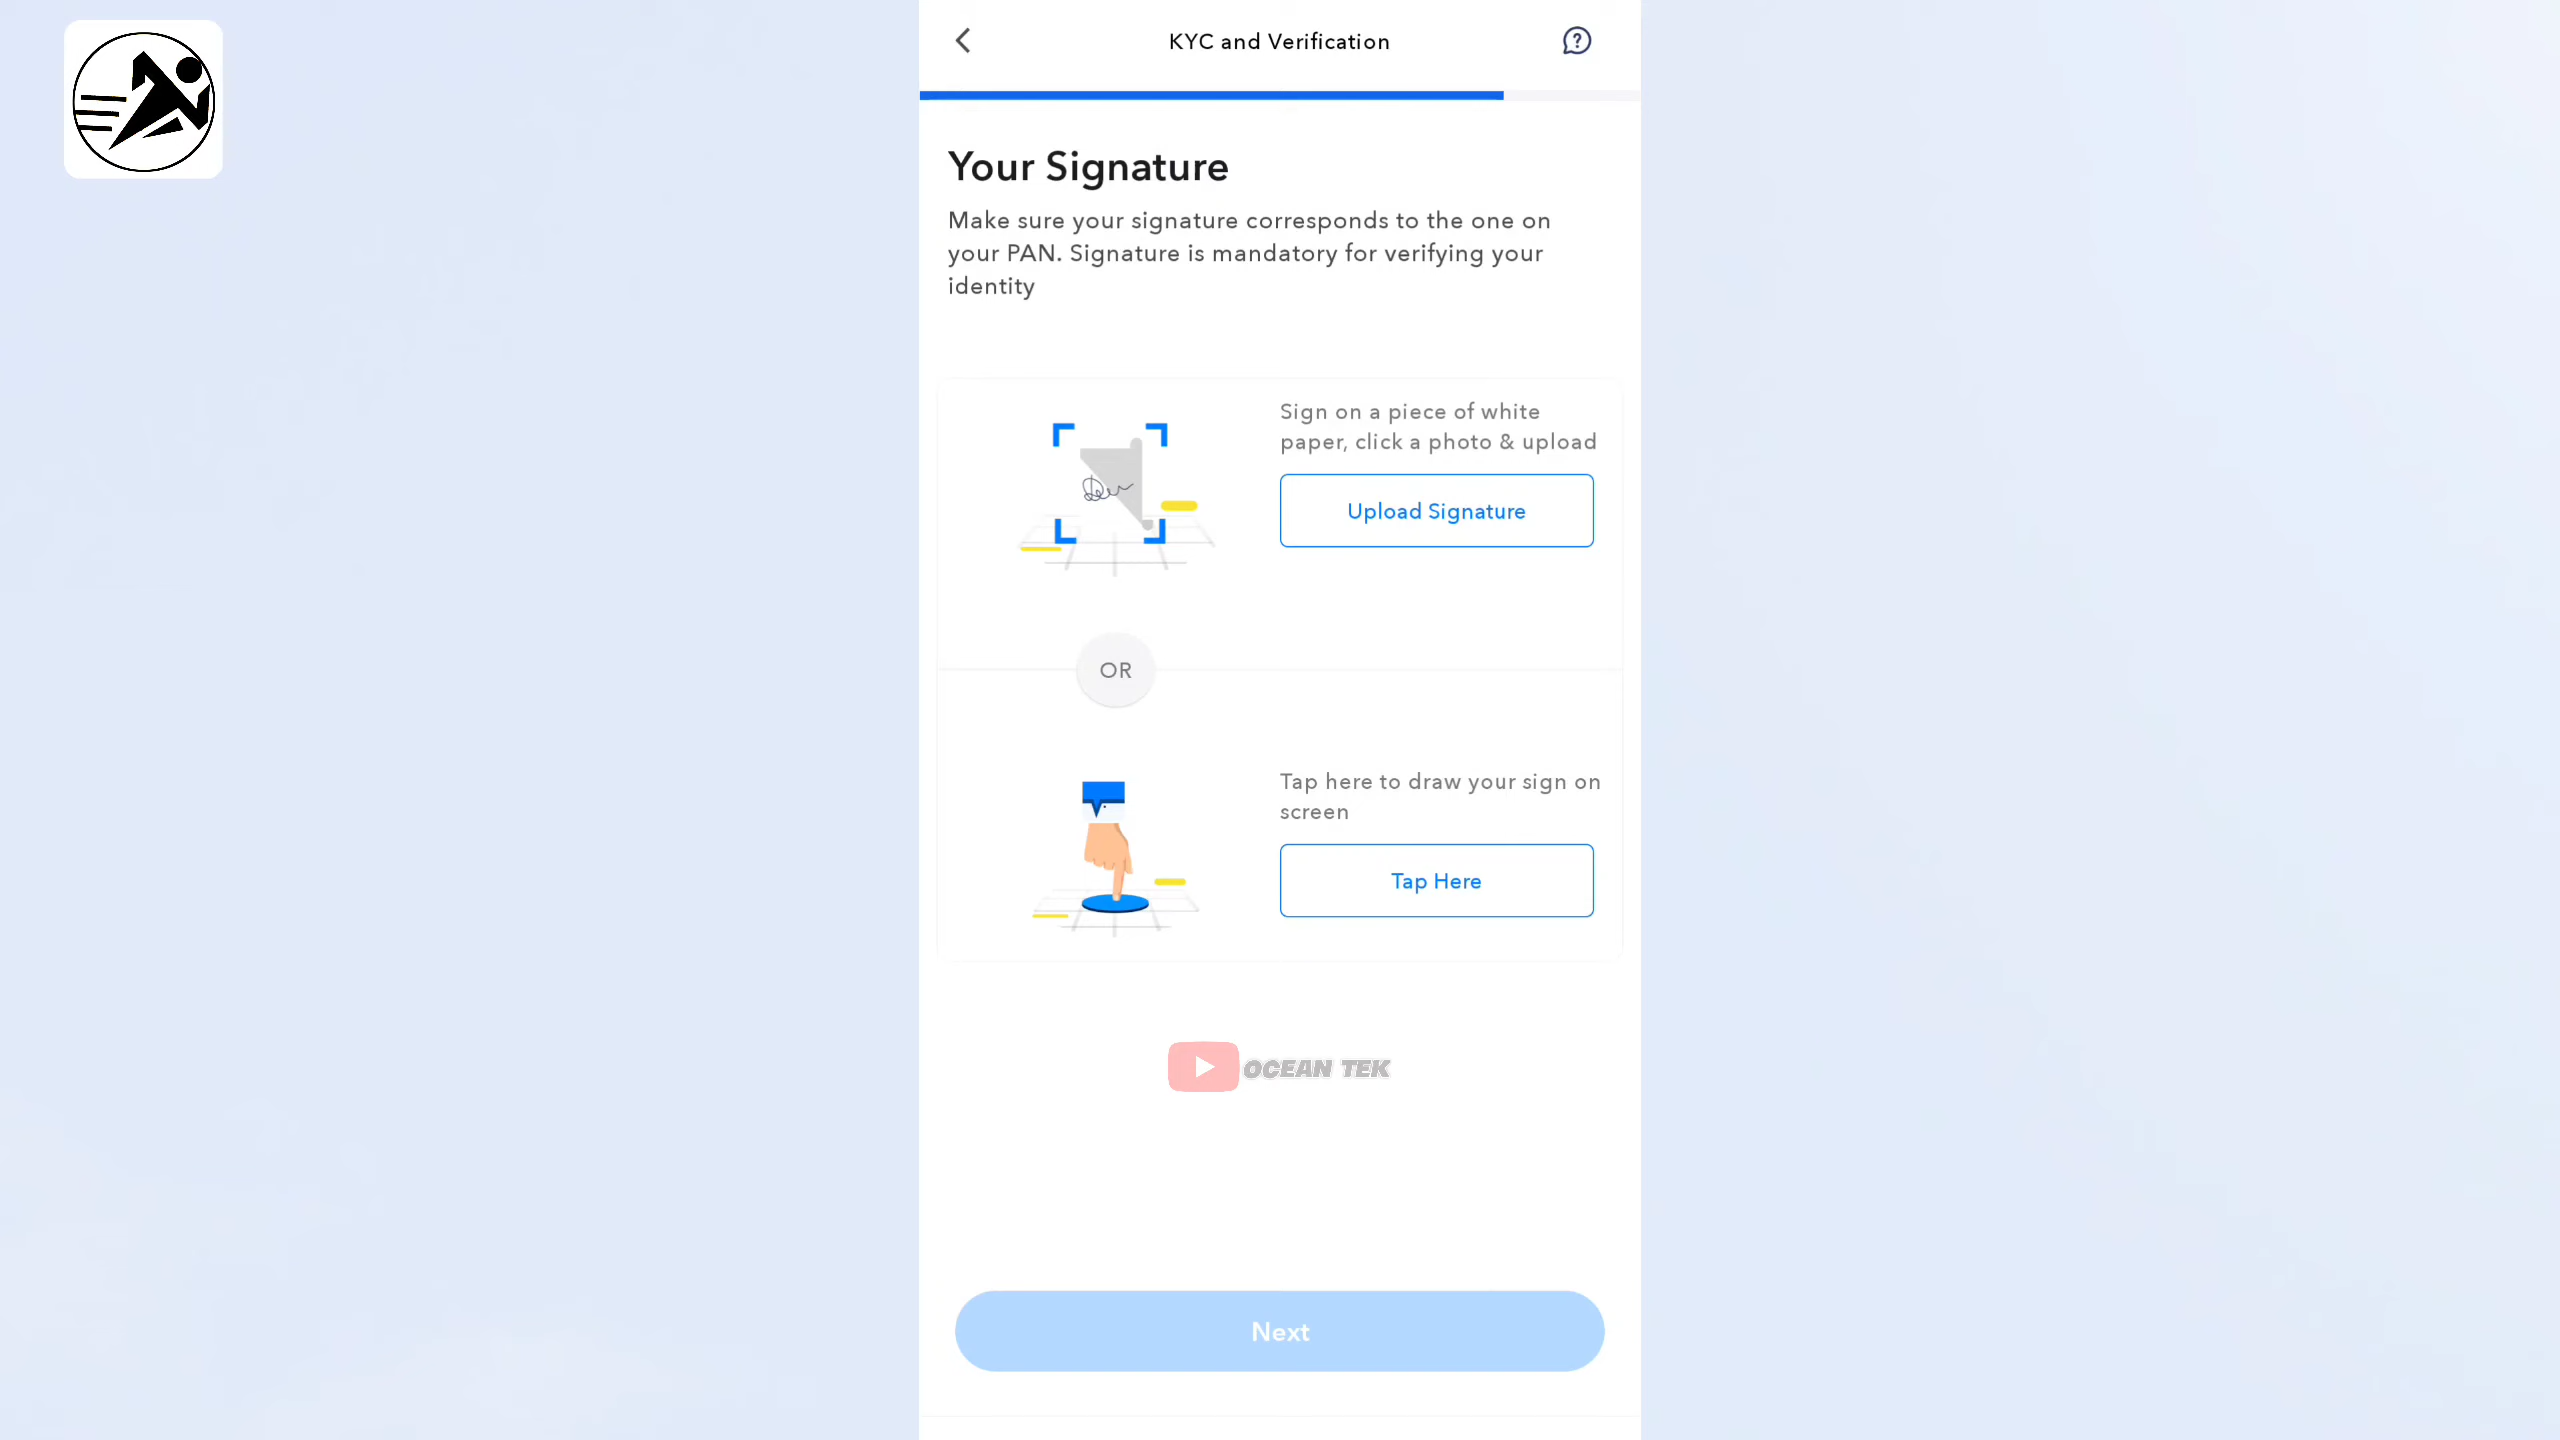 KYC and Verification
Your Signature
Make sure your signature corresponds to the one on
your PAN. Signature is mandatory for verifying your
identity
Sign on a piece of white
paper, click a photo & upload
Upload Signature
OR
Tap here to draw your sign on
screen
Tap Here
OCEAN TEK
Next